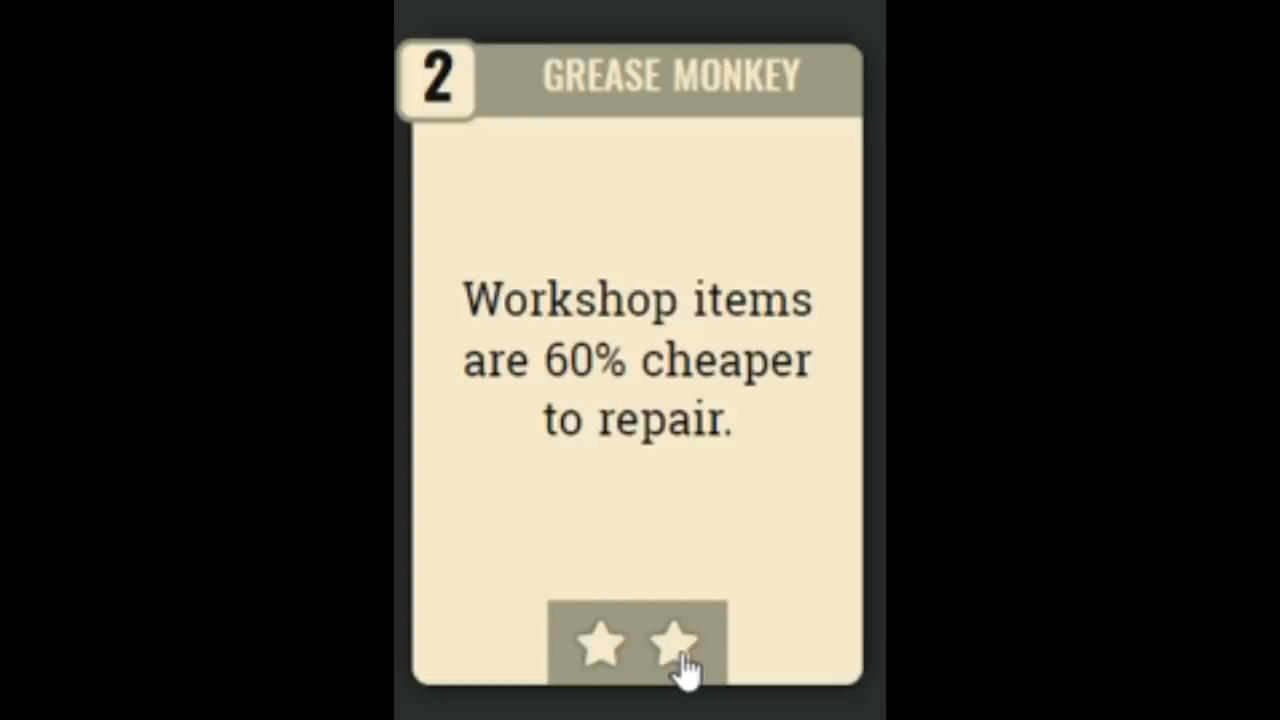 2
GREASE MONKEY
Workshop items
are 60% cheaper
to repair.